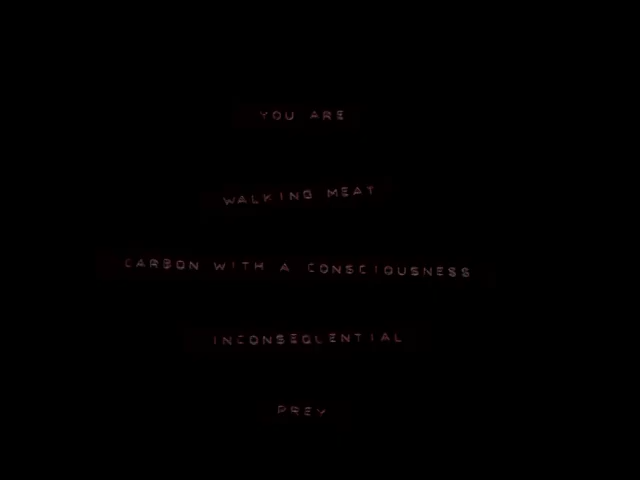 YOU ARE
WALKING MEAT
CARBON WITH A CONSCIOUSNESS
INCONSEQUENTIAL
PREY